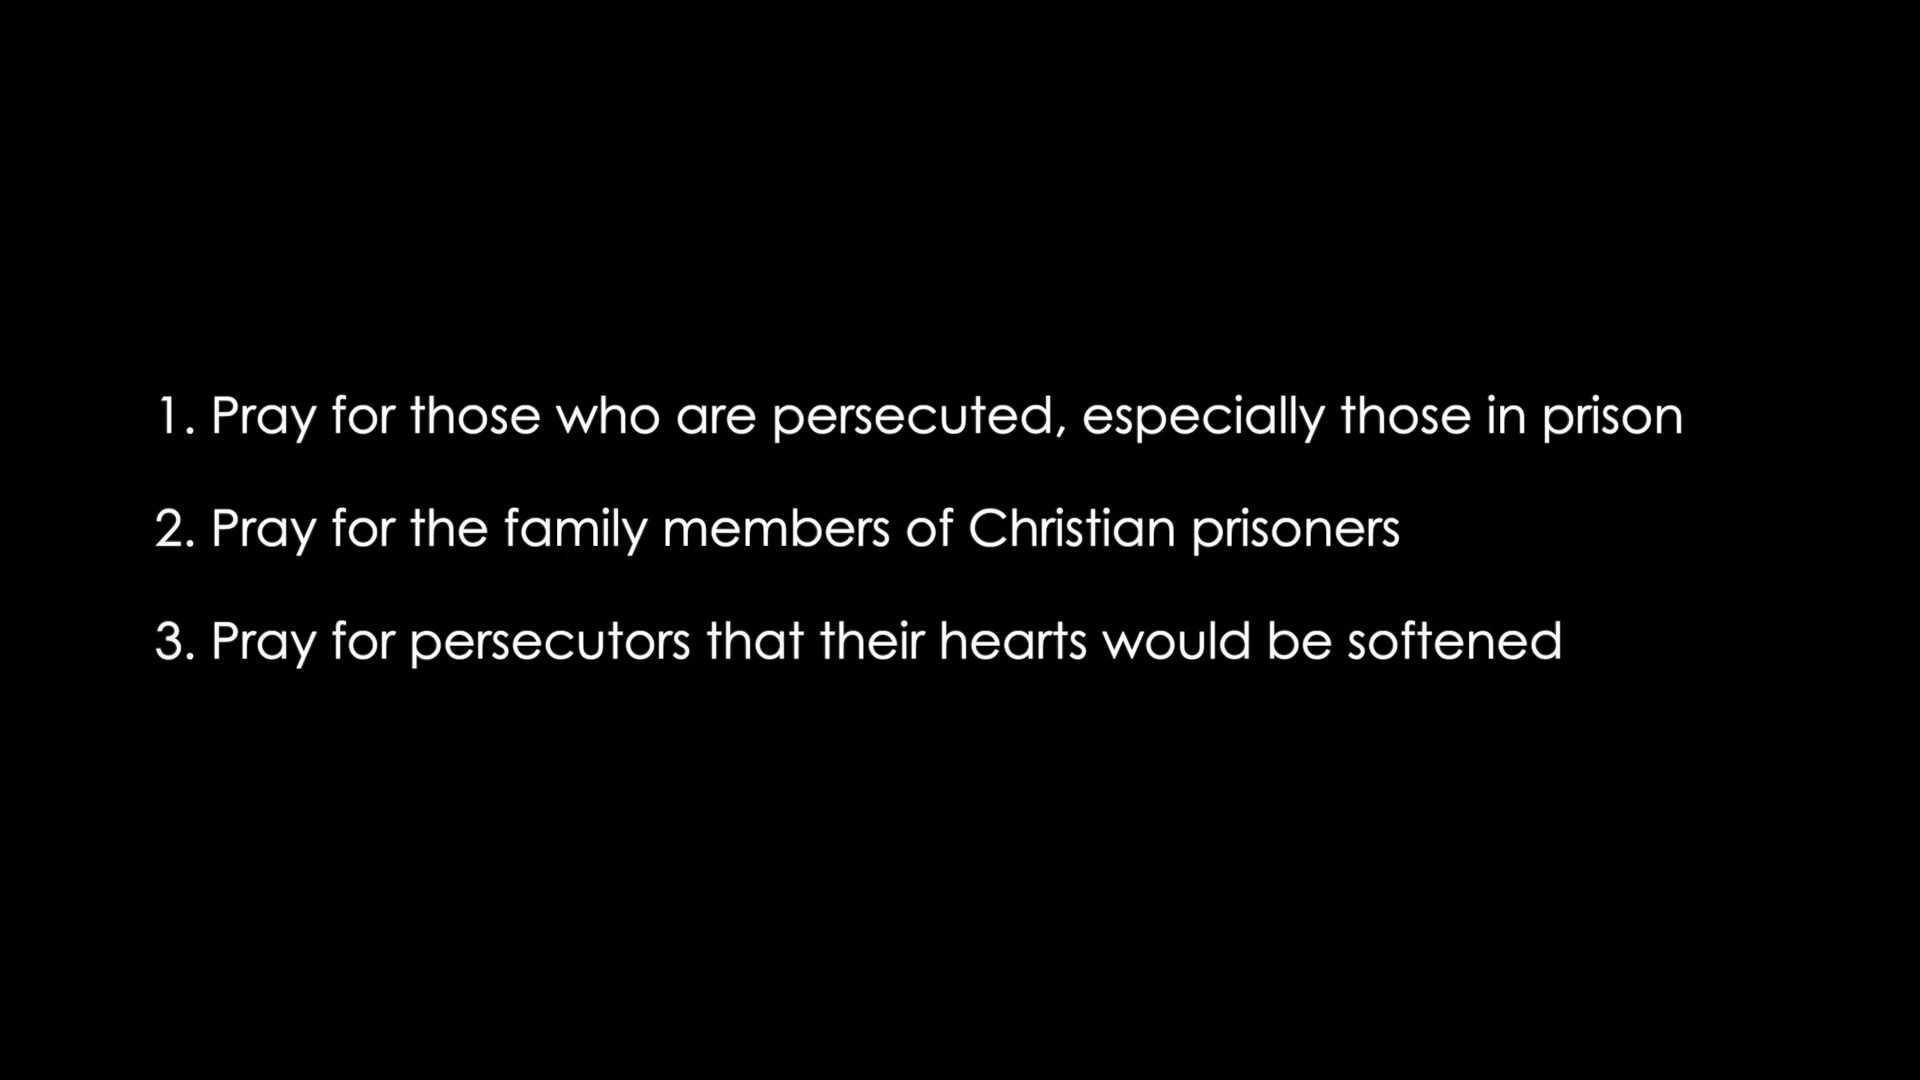 1. Pray for those who are persecuted, especially those in prison
2. Pray for the family members of Christian prisoners
3. Pray for persecutors that their hearts would be softened